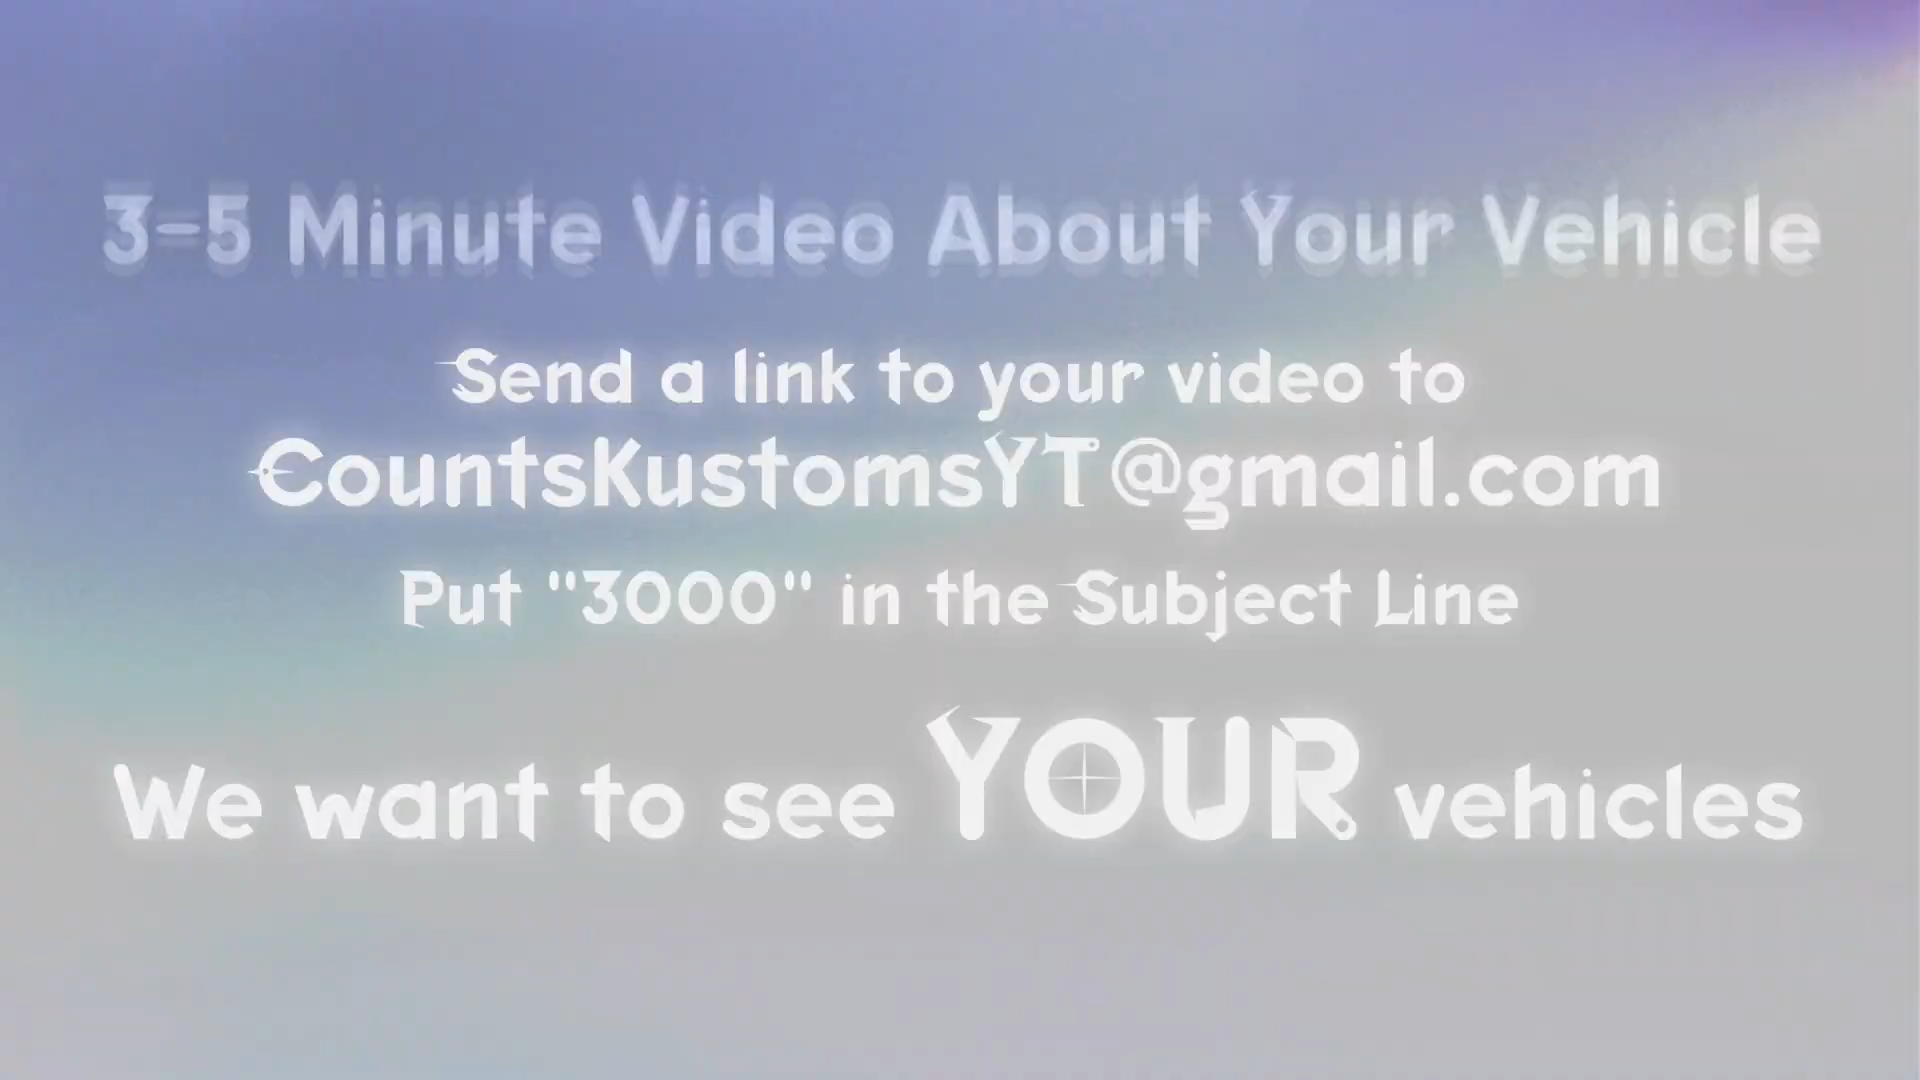 3-5 Minute Video About Your Vehicle
Send a link to your video to
CountsKustomsYT@gmail.com
Put "3000" in the Subject Line
We want to see YOUR vehicles